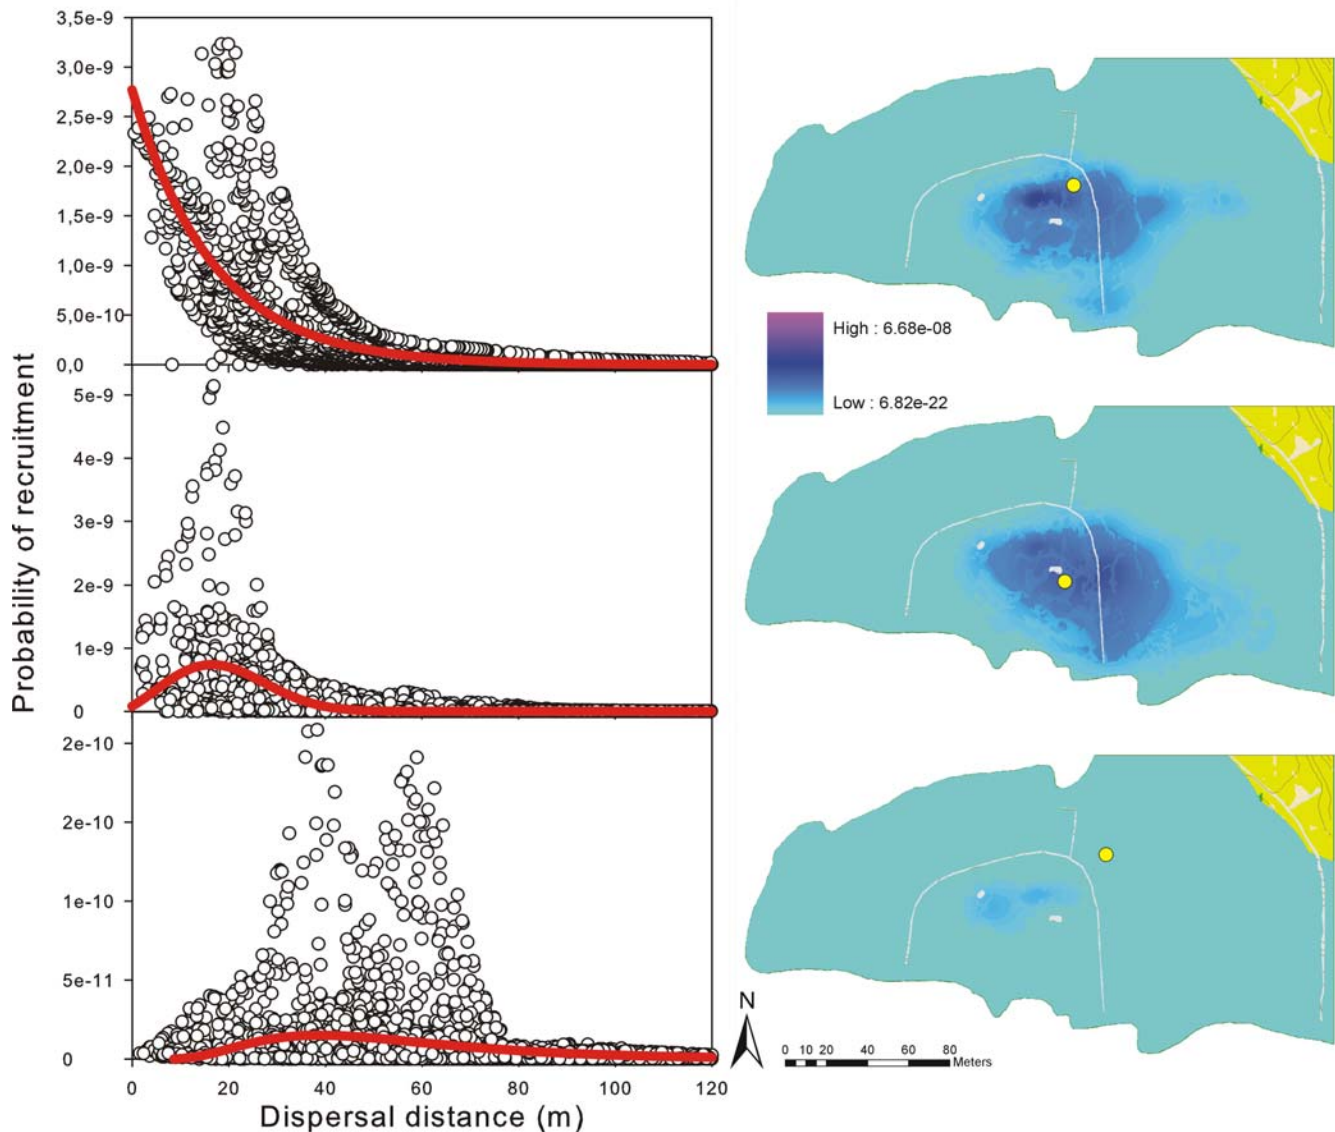 Probability of recruitment
3,5e-9
3,0e-9
2,5e-9
2,0e-9
1,5e-9
1,0e-9
5,0e-10
0,0
5e-9
4e-9
3e-9
2e-9
1e-9
0
2e-10
2e-10
1e-10
5e-11
0
0 20 40 60 80 100 120
Dispersal distance (m)
High : 6.68e-08
Low : 6.82e-22
N
0 10 20 40 60 80
Meters